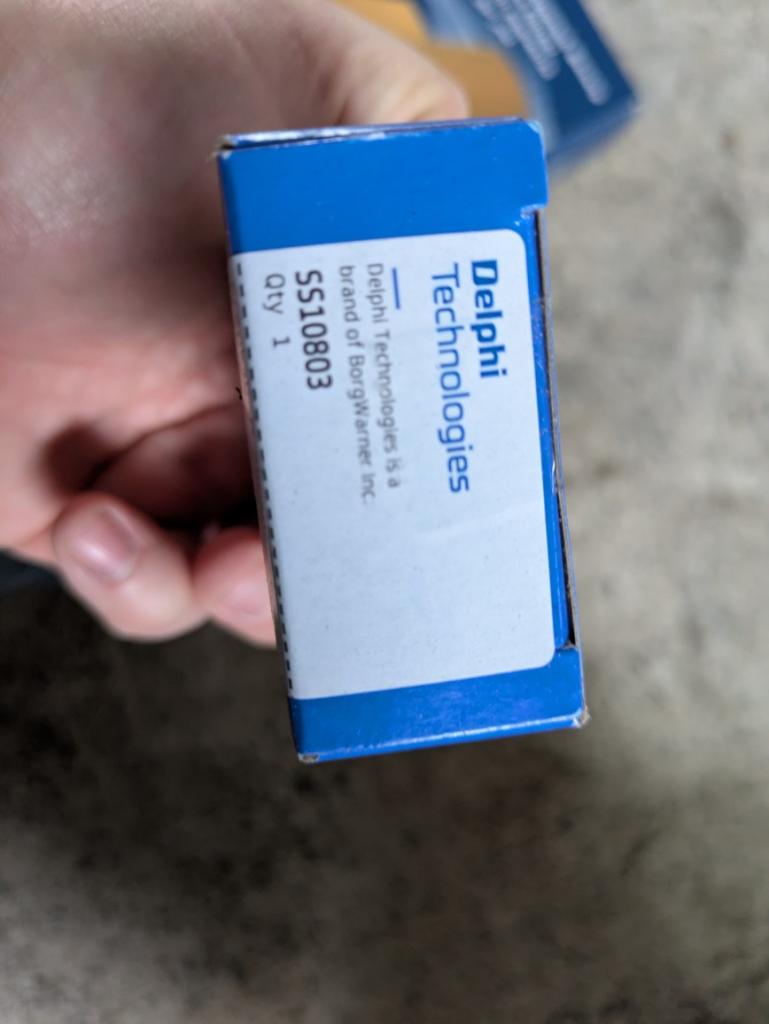 Delphi
Technologies
Delphi Technologies is a
brand of BorgWarner Inc.
SS10803
Qty 1